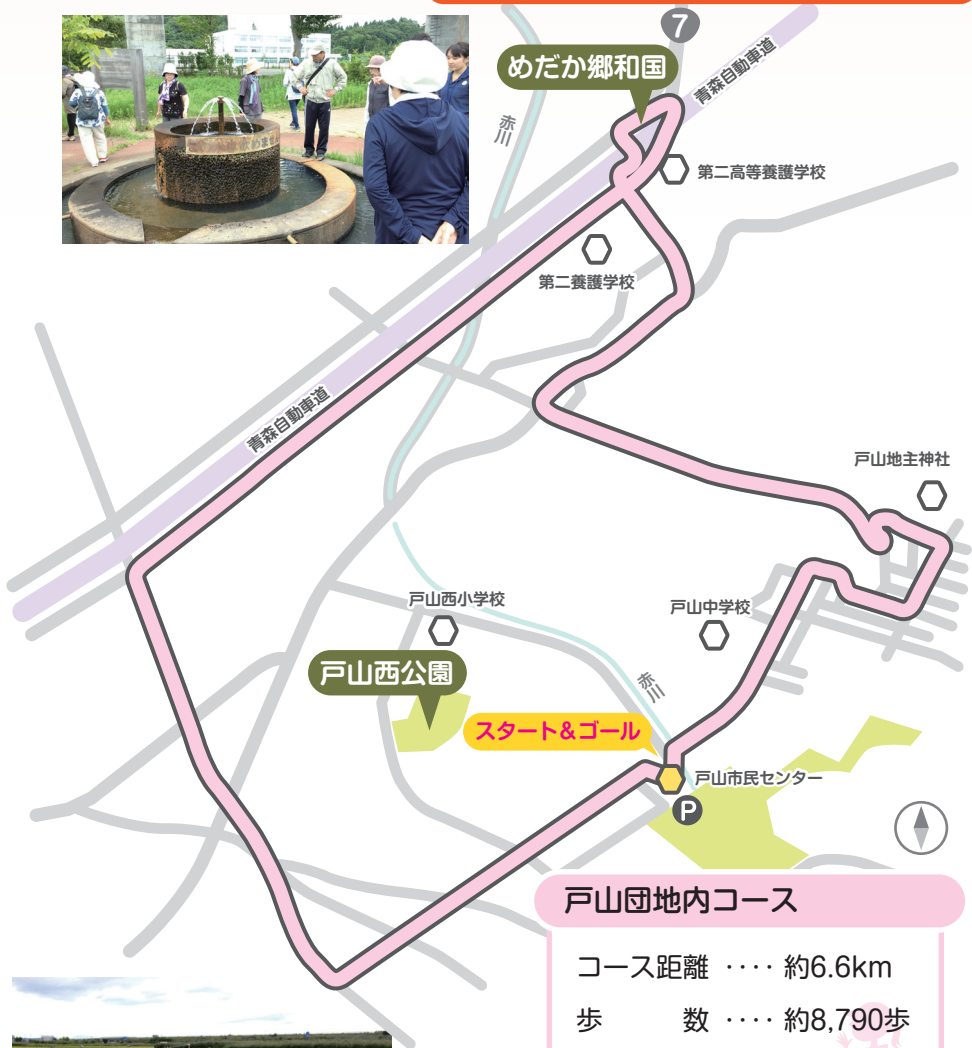 7
めだか郷和国
青森自動車道
赤川
第二高等養護学校
第二養護学校
青森自動車道
戸山地主神社
戸山西小学校
戸山中学校
戸山西公園
赤川
スタート&ゴール
戸山市民センター
P
戸山団地内コース
コース距離 ‥‥ 約6.6km
歩　　数 ‥‥ 約8,790歩